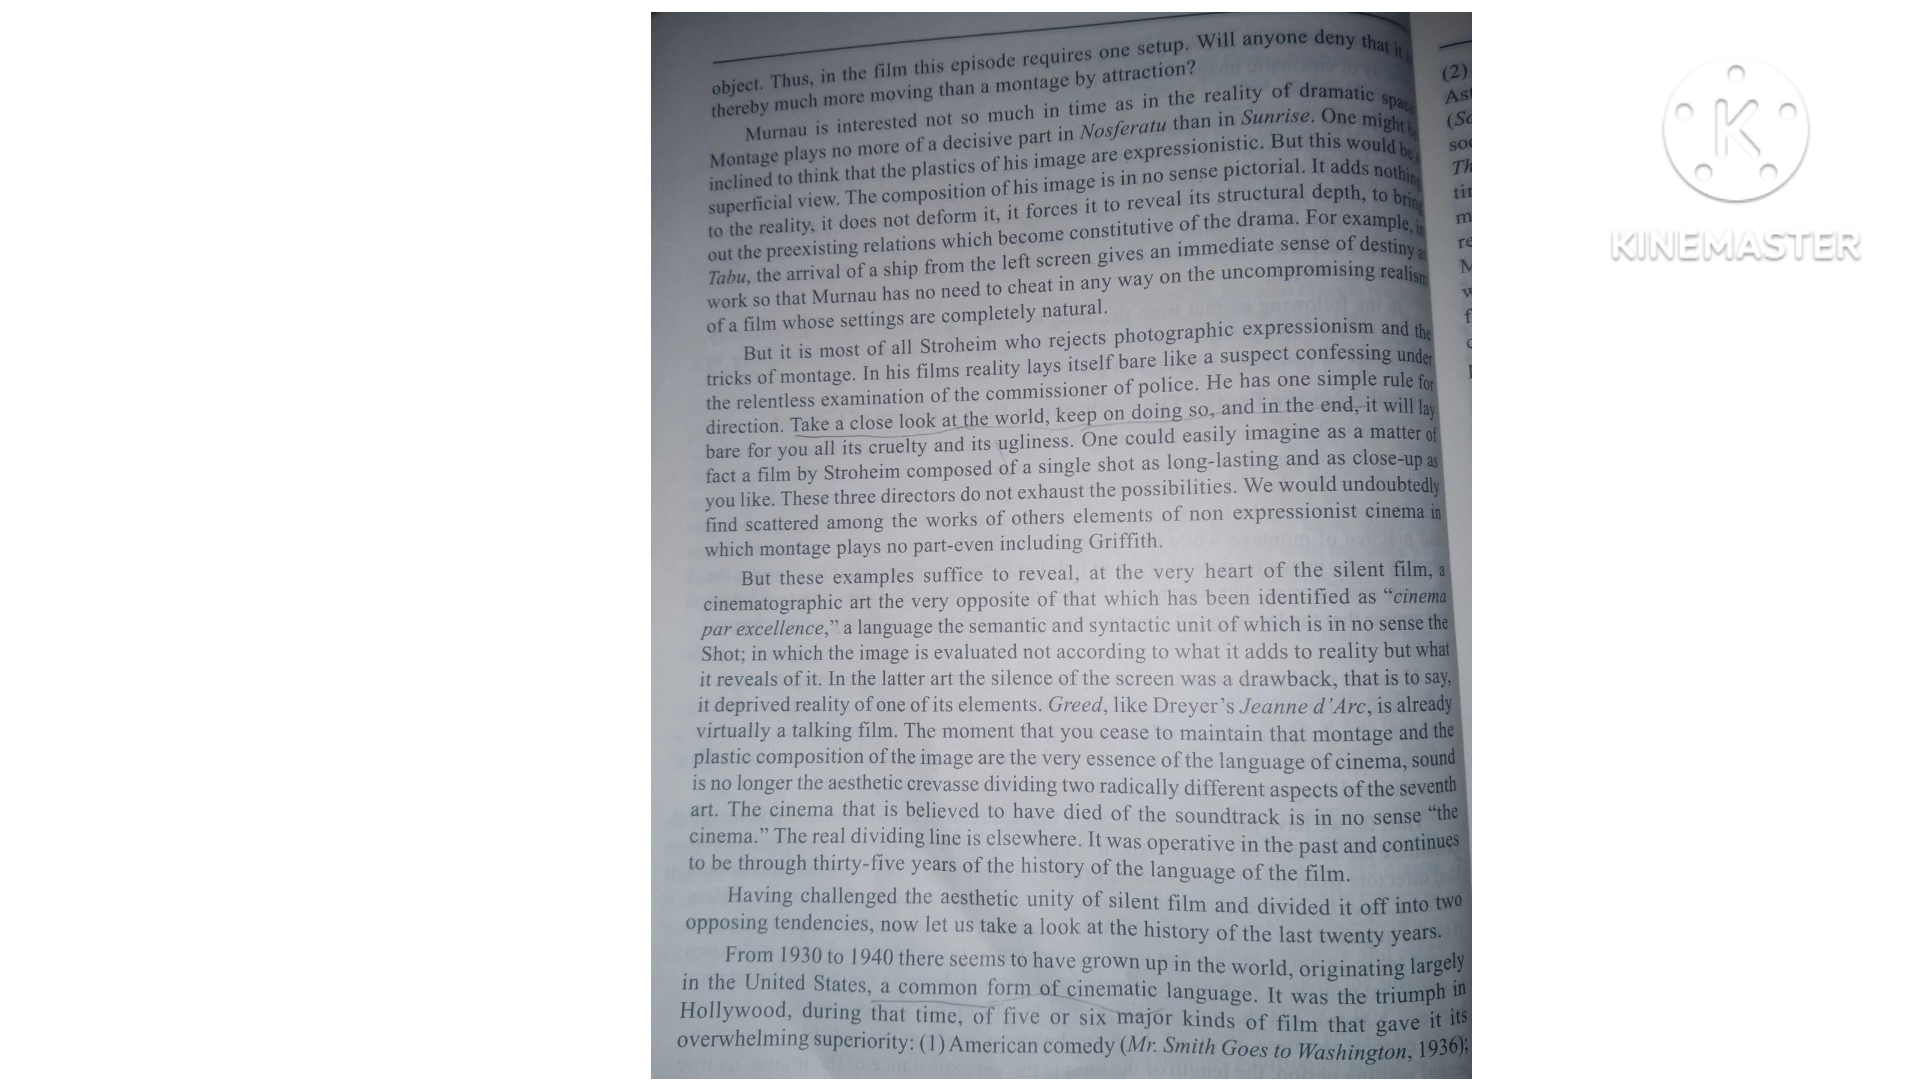 object. Thus, in the film this episode requires one setup. Will anyone deny that it is
thereby much more moving than a montage by attraction?
Murnau is interested not so much in time as in the reality of dramatic space
Montage plays no more of a decisive part in Nosferatu than in Sunrise. One might
inclined to think that the plastics of his image are expressionistic. But this would be
superficial view. The composition of his image is in no sense pictorial. It adds nothing
to the reality, it does not deform it, it forces it to reveal its structural depth, to bring
out the preexisting relations which become constitutive of the drama. For example, in
Tabu, the arrival of a ship from the left screen gives an immediate sense of destiny at
work so that Murnau has no need to cheat in any way on the uncompromising realism
of a film whose settings are completely natural.
But it is most of all Stroheim who rejects photographic expressionism and the
tricks of montage. In his films reality lays itself bare like a suspect confessing under
the relentless examination of the commissioner of police. He has one simple rule for
direction. Take a close look at the world, keep on doing so, and in the end, it will lay
bare for you all its cruelty and its ugliness. One could easily imagine as a matter of
fact a film by Stroheim composed of a single shot as long-lasting and as close-up as
you like. These three directors do not exhaust the possibilities. We would undoubtedly
find scattered among the works of others elements of non expressionist cinema in
which montage plays no part-even including Griffith.
But these examples suffice to reveal, at the very heart of the silent film, a
cinematographic art the very opposite of that which has been identified as “cinema
par excellence,” a language the semantic and syntactic unit of which is in no sense the
Shot; in which the image is evaluated not according to what it adds to reality but what
it reveals of it. In the latter art the silence of the screen was a drawback, that is to say,
it deprived reality of one of its elements. Greed, like Dreyer’s Jeanne d’Arc, is already
virtually a talking film. The moment that you cease to maintain that montage and the
plastic composition of the image are the very essence of the language of cinema, sound
is no longer the aesthetic crevasse dividing two radically different aspects of the seventh
art. The cinema that is believed to have died of the soundtrack is in no sense “the
cinema.” The real dividing line is elsewhere. It was operative in the past and continues
to be through thirty-five years of the history of the language of the film.
Having challenged the aesthetic unity of silent film and divided it off into two
opposing tendencies, now let us take a look at the history of the last twenty years.
From 1930 to 1940 there seems to have grown up in the world, originating largely
in the United States, a common form of cinematic language. It was the triumph in
Hollywood, during that time, of five or six major kinds of film that gave it its
overwhelming superiority: (1) American comedy (Mr. Smith Goes to Washington, 1936);
(2)
KINEMASTER